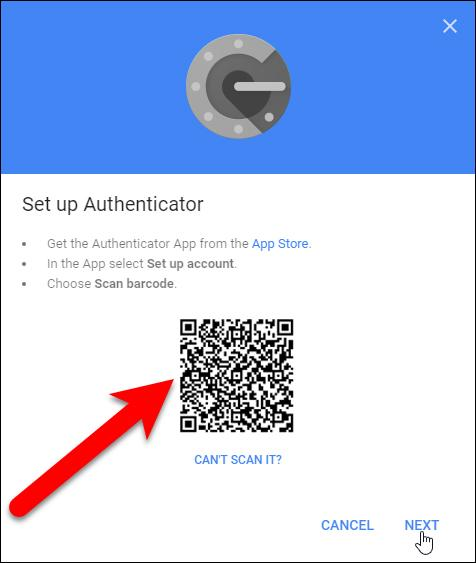 Set up Authenticator
Get the Authenticator App from the App Store.
In the App select Set up account.
Choose Scan barcode.
CAN'T SCAN IT?
CANCEL NEXT